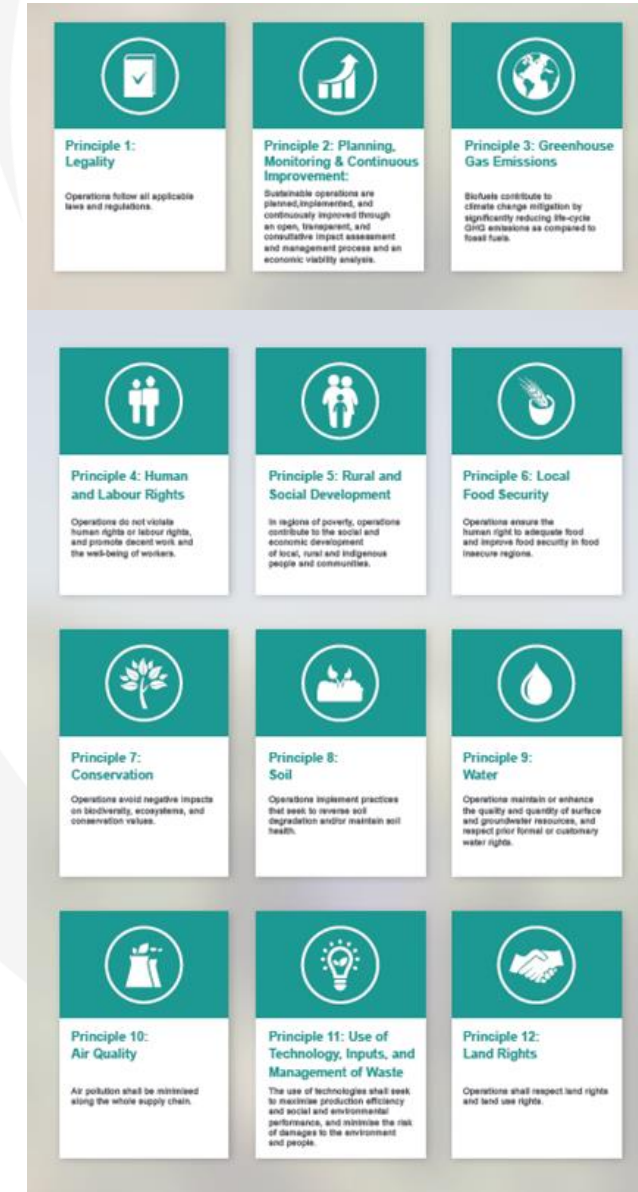 Principle 1:
Legality
Operations follow all applicable
laws and regulations.
Principle 2: Planning,
Monitoring & Continuous
Improvement:
Sustainable operations are
planned,implemented, and
continuously improved through
an open, transparent, and
consultative impact assessment
and management process and an
economic viability analysis.
Principle 3: Greenhouse
Gas Emissions
Biofuels contribute to
climate change mitigation by
significantly reducing life-cycle
GHG emissions as compared to
fossil fuels.
Principle 4: Human
and Labour Rights
Operations do not violate
human rights or labour rights,
and promote decent work and
the well-being of workers.
Principle 5: Rural and
Social Development
In regions of poverty, operations
contribute to the social and
economic development
of local, rural and indigenous
people and communities.
Principle 6: Local
Food Security
Operations ensure the
human right to adequate food
and improve food security in food
insecure regions.
Principle 7:
Conservation
Operations avoid negative impacts
on biodiversity, ecosystems, and
conservation values.
Principle 8:
Soil
Operations implement practices
that seek to reverse soil
degradation and/or maintain soil
health.
Principle 9:
Water
Operations maintain or enhance
the quality and quantity of surface
and groundwater resources, and
respect prior formal or customary
water rights.
Principle 10:
Air Quality
Air pollution shall be minimised
along the whole supply chain.
Principle 11: Use of
Technology, Inputs, and
Management of Waste
The use of technologies shall seek
to maximise production efficiency
and social and environmental
performance, and minimise the risk
of damages to the environment
and people.
Principle 12:
Land Rights
Operations shall respect land rights
and land use rights.